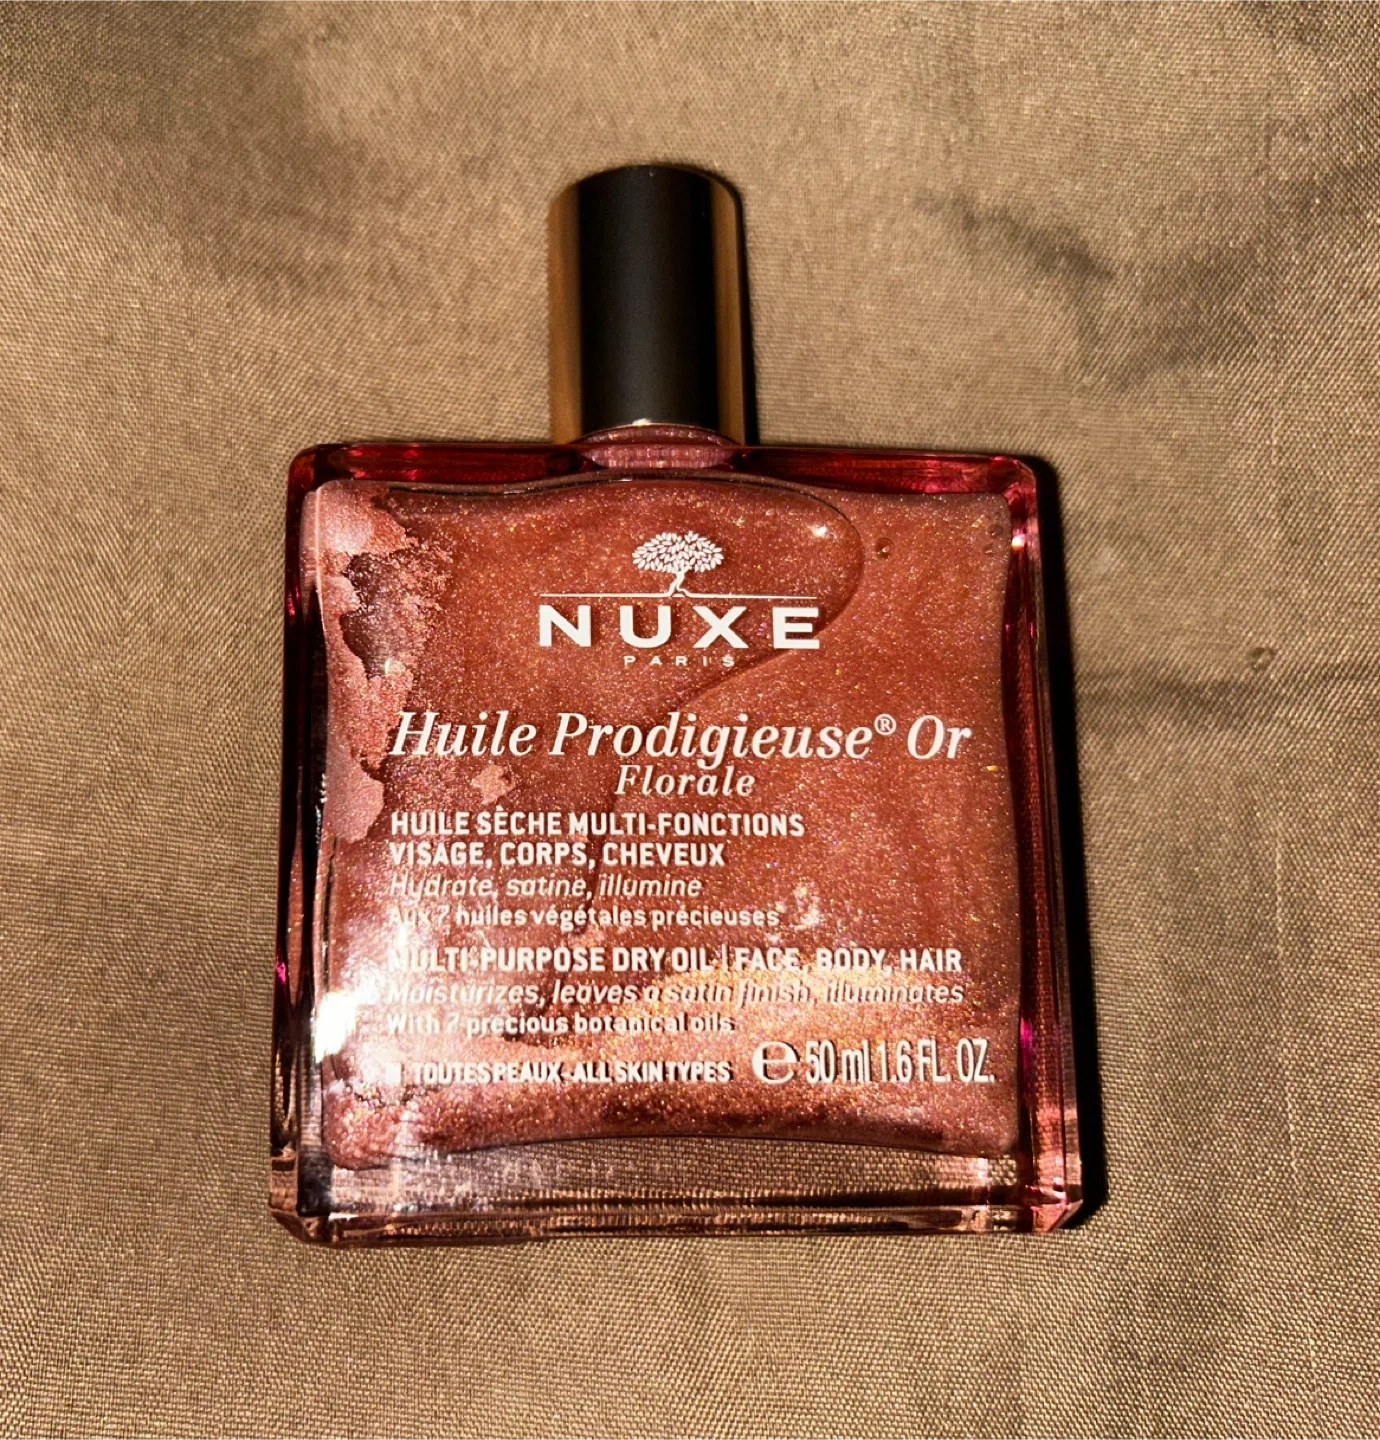 NUXE
PARIS
Huile Prodigieuse® Or
Florale
HUILE SÈCHE MULTI-FONCTIONS
VISAGE, CORPS, CHEVEUX
Hydrate, satine, illumine
Aux 7 huiles végétales précieuses
MULTI-PURPOSE DRY OIL | FACE, BODY, HAIR
Moisturizes, leaves a satin finish, illuminates
With 7 precious botanical oils
TOUTES PEAUX - ALL SKIN TYPES
℮ 50 ml 1.6 FL. OZ.